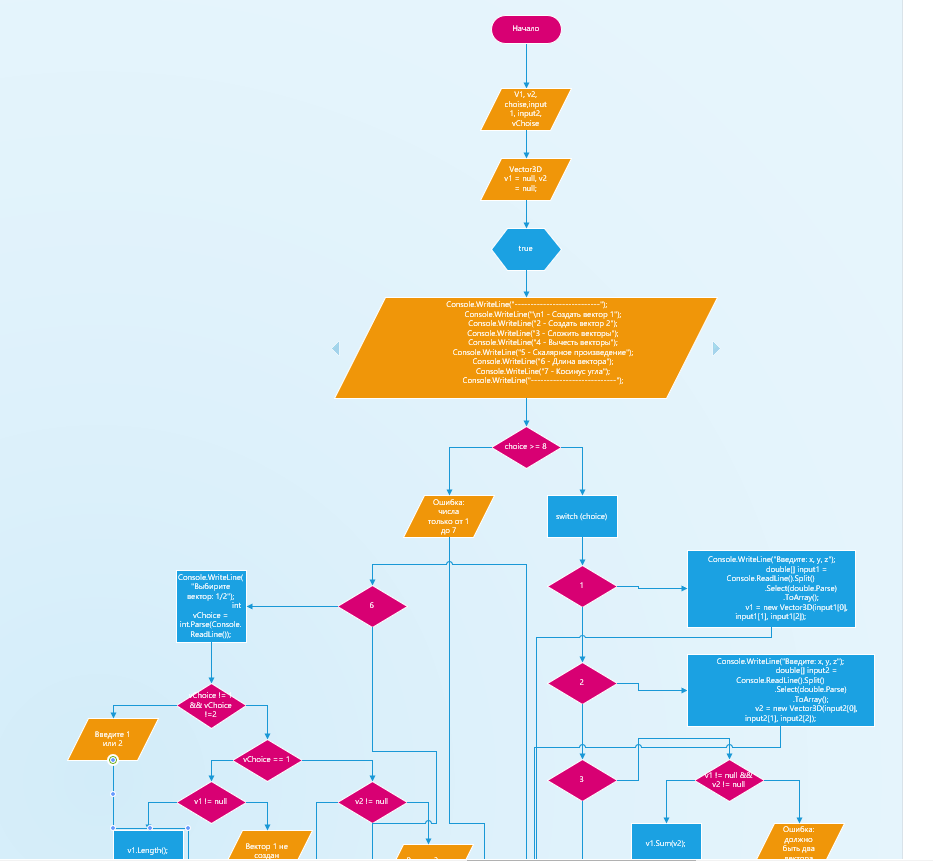 Начало
V1, v2,
choise,input
1, input2,
vChoise
Vector3D
v1 = null, v2
= null;
true
Console.WriteLine("---------------------------");
Console.WriteLine("\n1 - Создать вектор 1");
Console.WriteLine("2 - Создать вектор 2");
Console.WriteLine("3 - Сложить векторы");
Console.WriteLine("4 - Вычесть векторы");
Console.WriteLine("5 - Скалярное произведение");
Console.WriteLine("6 - Длина вектора");
Console.WriteLine("7 - Косинус угла");
Console.WriteLine("---------------------------");
choice >= 8
Ошибка:
числа
только от 1
до 7
switch (choice)
1
Console.WriteLine("Введите: x, y, z");
double[] input1 =
Console.ReadLine().Split()
.Select(double.Parse)
.ToArray();
v1 = new Vector3D(input1[0],
input1[1], input1[2]);
6
Console.WriteLine(
"Выбирите
вектор: 1/2");
int
vChoice =
int.Parse(Console.
ReadLine());
2
Console.WriteLine("Введите: x, y, z");
double[] input2 =
Console.ReadLine().Split()
.Select(double.Parse)
.ToArray();
v2 = new Vector3D(input2[0],
input2[1], input2[2]);
vChoice != 1
&& vChoice
!=2
Введите 1
или 2
vChoice == 1
3
v1 != null &&
v2 != null
v1 != null
v2 != null
v1.Length();
Вектор 1 не
создан
v1.Sum(v2);
Ошибка:
должно
быть два
вектора